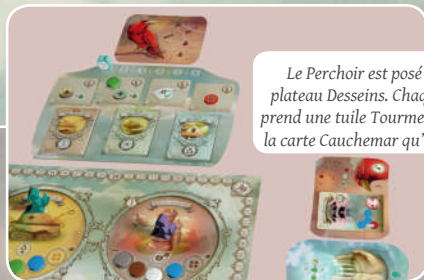 Le Perchoir est posé
plateau Desseins. Chaq
prend une tuile Tourme
la carte Cauchemar qu'